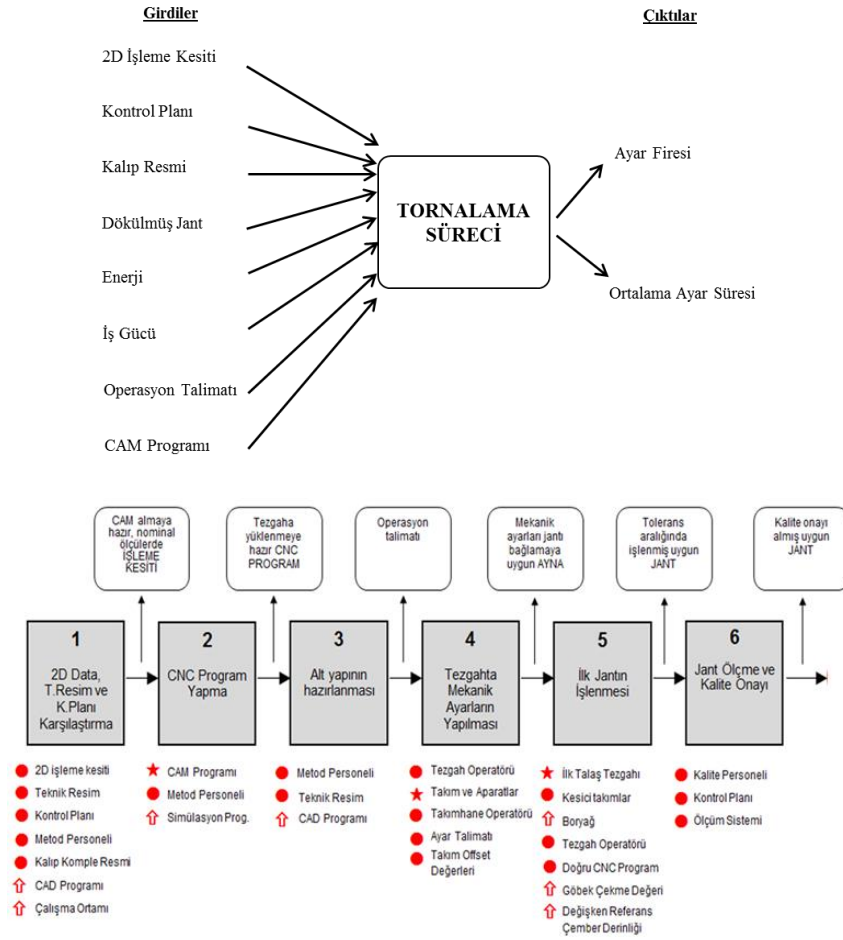 Girdiler
Çıktılar
2D İşleme Kesiti
Kontrol Planı
Kalıp Resmi
Dökülmüş Jant
Enerji
İş Gücü
Operasyon Talimatı
CAM Programı
TORNALAMA
SÜRECİ
Ayar Firesi
Ortalama Ayar Süresi
CAM almaya
hazır, nominal
ölçülerde
İŞLEME
KESİTİ
Tezgaha
yüklenmeye
hazır CNC
PROGRAM
Operasyon
talimatı
Mekanik
ayarları jantı
bağlamaya
uygun AYNA
Tolerans
aralığında
işlenmiş uygun
JANT
Kalite onayı
almış uygun
JANT
1
2D Data,
T.Resim ve
K.Planı
Karşılaştırma
2
CNC Program
Yapma
3
Alt yapının
hazırlanması
4
Tezgahta
Mekanik
Ayarların
Yapılması
5
İlk Jantın
İşlenmesi
6
Jant Ölçme ve
Kalite Onayı
2D işleme kesiti
Teknik Resim
Kontrol Planı
Metod Personeli
Kalıp Komple Resmi
CAD Programı
Çalışma Ortamı
CAM Programı
Metod Personeli
Simülasyon Prog.
Metod Personeli
Teknik Resim
CAD Programı
Tezgah Operatörü
Takım ve Aparatlar
Takımhane Operatörü
Ayar Talimatı
Takım Offset
Değerleri
İlk Talaş Tezgahı
Kesici takımlar
Boryağ
Tezgah Operatörü
Doğru CNC Program
Göbek Çekme Değeri
Değişken Referans
Çember Derinliği
Kalite Personeli
Kontrol Planı
Ölçüm Sistemi